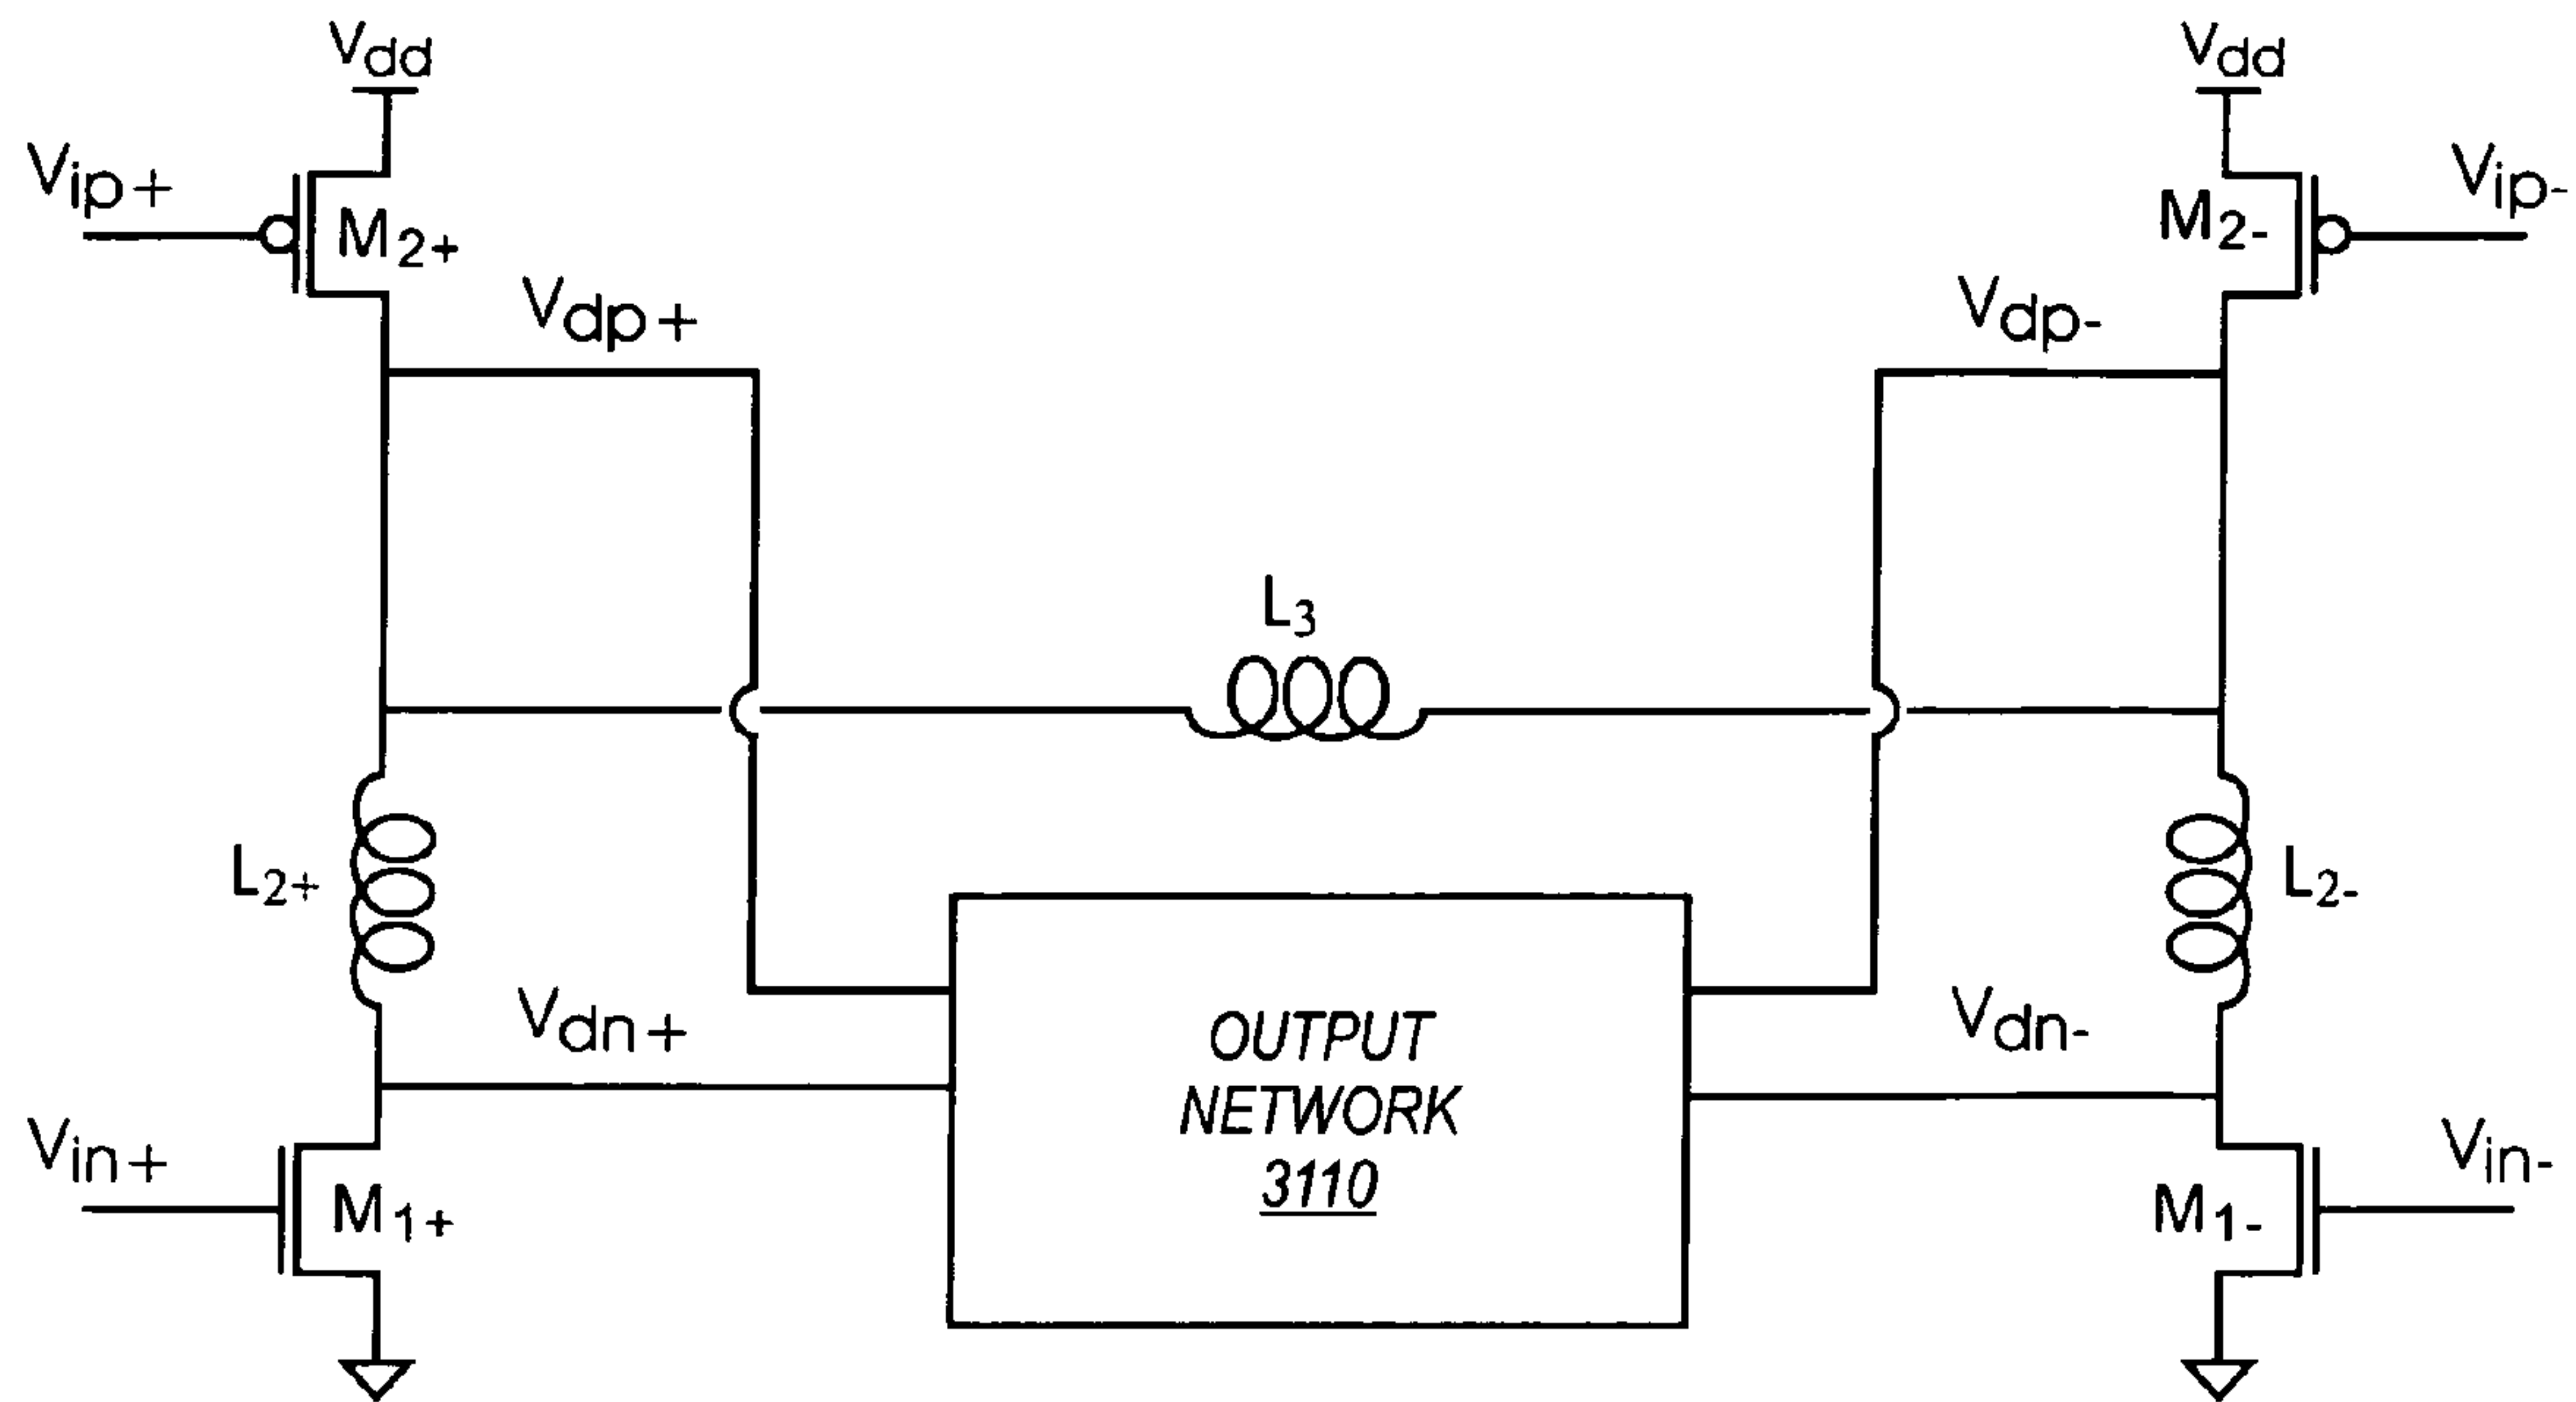 Vdd
Vdd
Vip+
Vip-
M2+
M2-
Vdp+
Vdp-
L3
L2+
L2-
Vdn+
Vdn-
OUTPUT
NETWORK
3110
Vin+
Vin-
M1+
M1-